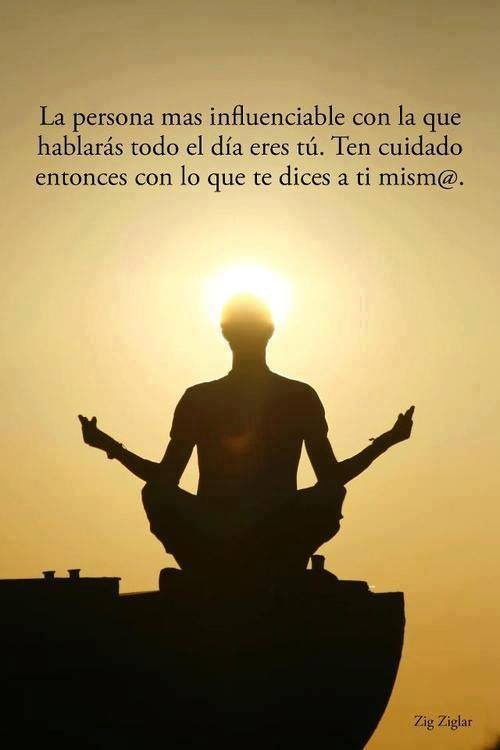 La persona mas influenciable con la que
hablarás todo el día eres tú. Ten cuidado
entonces con lo que te dices a ti mism@.
Zig Ziglar